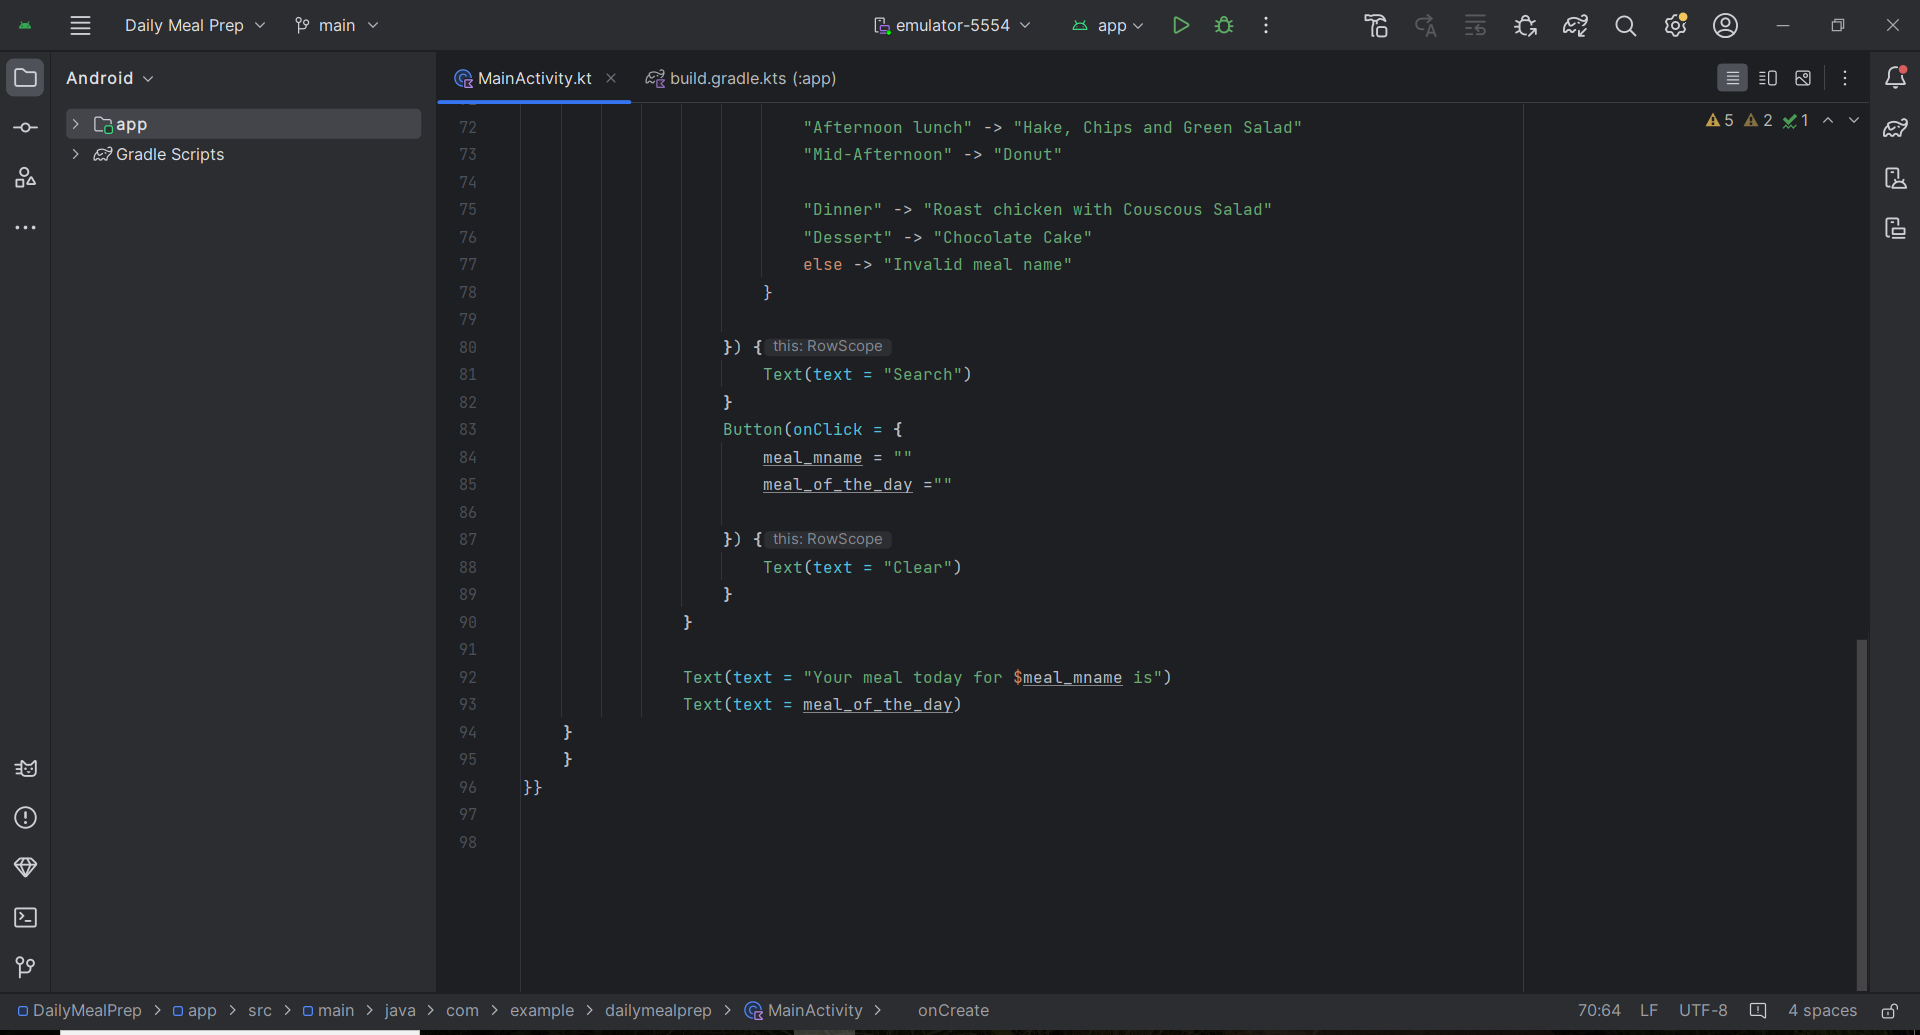 Daily Meal Prep
main
emulator-5554
app
Android
MainActivity.kt
build.gradle.kts (:app)
app
Gradle Scripts
5 2 1
72 "Afternoon lunch" -> "Hake, Chips and Green Salad"
73 "Mid-Afternoon" -> "Donut"
74
75 "Dinner" -> "Roast chicken with Couscous Salad"
76 "Dessert" -> "Chocolate Cake"
77 else -> "Invalid meal name"
78 }
79
80 }) { this: RowScope
81 Text(text = "Search")
82 }
83 Button(onClick = {
84 meal_mname = ""
85 meal_of_the_day =""
86
87 }) { this: RowScope
88 Text(text = "Clear")
89 }
90 }
91
92 Text(text = "Your meal today for $meal_mname is")
93 Text(text = meal_of_the_day)
94 }
95 }
96 }}
97
98
DailyMealPrep > app > src > main > java > com > example > dailymealprep > MainActivity > onCreate
70:64 LF UTF-8 4 spaces